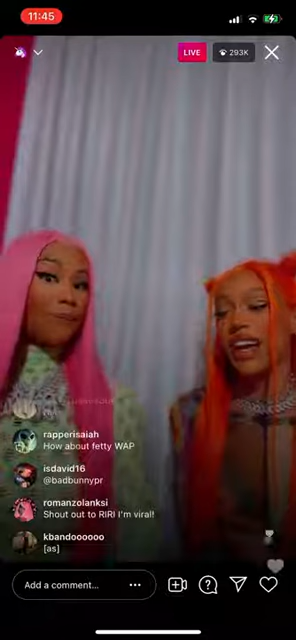 11:45
LIVE
293K
rapperisaiah
How about fetty WAP
isdavid16
@badbunnypr
romanzolanksi
Shout out to RIRI I'm viral!
kbandoooooo
[as]
Add a comment...